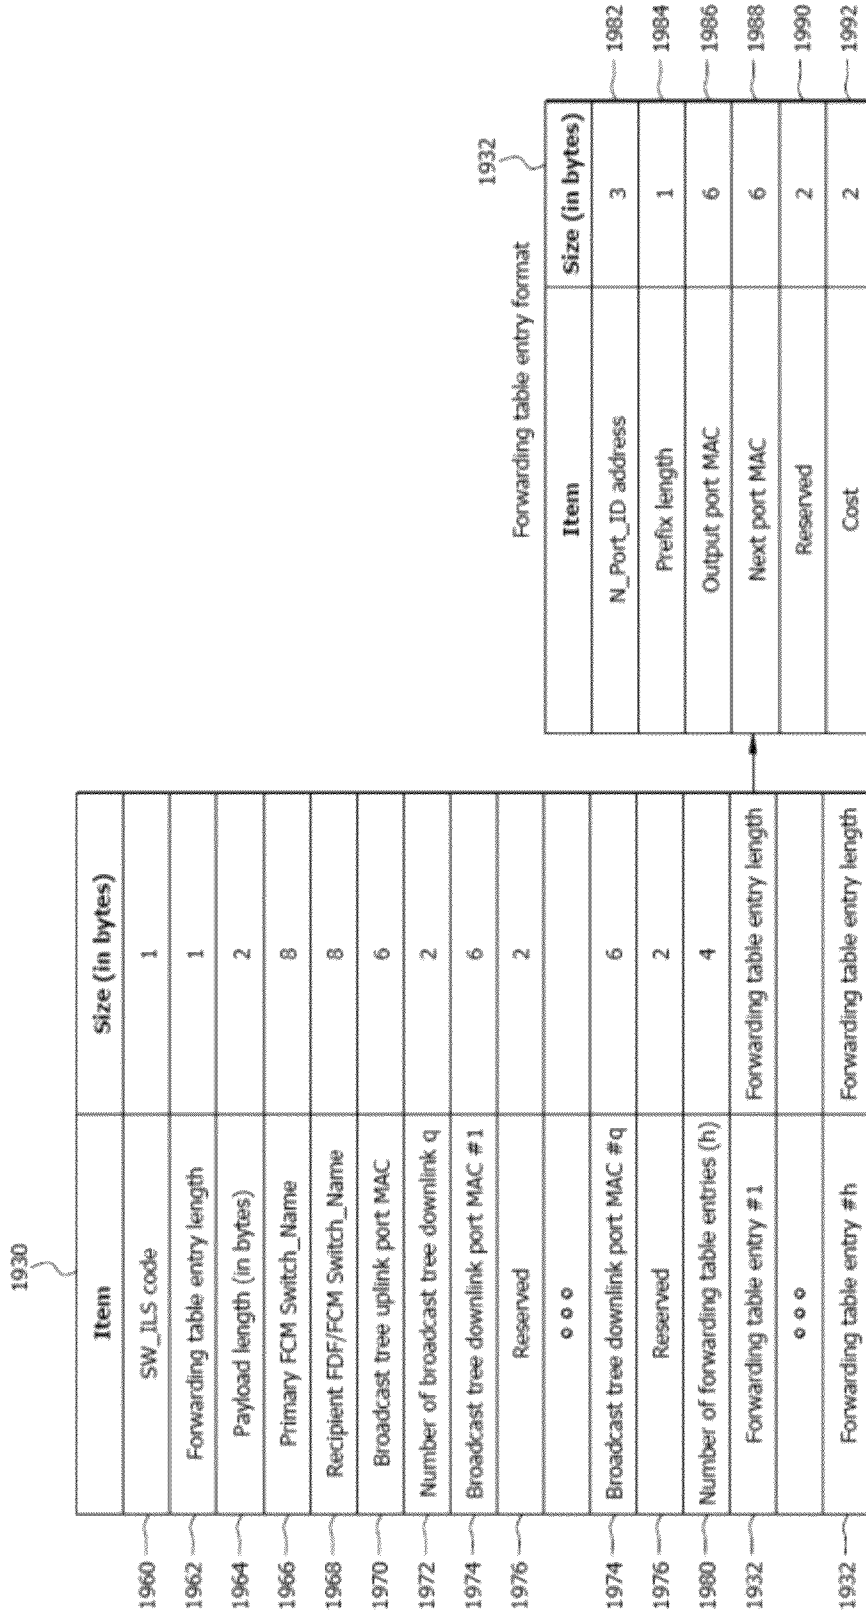 1930
Item Size (in bytes)
1960 SW_ILS code 1
1962 Forwarding table entry length 1
1964 Payload length (in bytes) 2
1966 Primary FCM Switch_Name 8
1968 Recipient FDF/FCM Switch_Name 8
1970 Broadcast tree uplink port MAC 6
1972 Number of broadcast tree downlink q 2
1974 Broadcast tree downlink port MAC #1 6
1976 Reserved 2
1974 Broadcast tree downlink port MAC #q 6
1976 Reserved 2
1980 Number of forwarding table entries (h) 4
1932 Forwarding table entry #1 Forwarding table entry length
1932 Forwarding table entry #h Forwarding table entry length
Forwarding table entry format
1932
Item Size (in bytes)
N_Port_ID address 3 1982
Prefix length 1 1984
Output port MAC 6 1986
Next port MAC 6 1988
Reserved 2 1990
Cost 2 1992